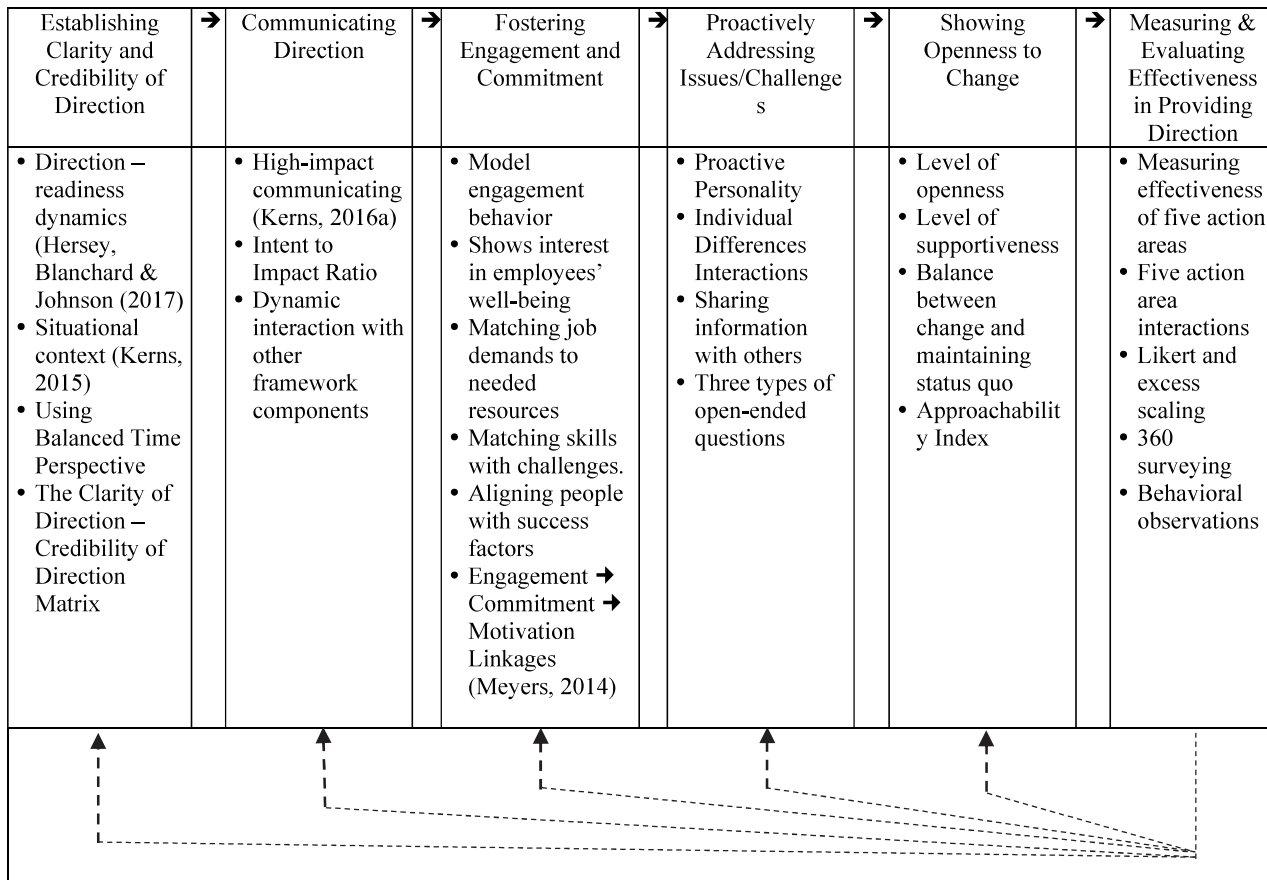 Establishing
Clarity and
Credibility of
Direction
➔
Communicating
Direction
➔
Fostering
Engagement and
Commitment
➔
Proactively
Addressing
Issues/Challenge
s
➔
Showing
Openness to
Change
➔
Measuring &
Evaluating
Effectiveness
in Providing
Direction
• Direction –
readiness
dynamics
(Hersey,
Blanchard &
Johnson (2017)
• Situational
context (Kerns,
2015)
• Using
Balanced Time
Perspective
• The Clarity of
Direction –
Credibility of
Direction
Matrix
• High-impact
communicating
(Kerns, 2016a)
• Intent to
Impact Ratio
• Dynamic
interaction with
other
framework
components
• Model
engagement
behavior
• Shows interest
in employees’
well-being
• Matching job
demands to
needed
resources
• Matching skills
with challenges.
• Aligning people
with success
factors
• Engagement ➔
Commitment ➔
Motivation
Linkages
(Meyers, 2014)
• Proactive
Personality
• Individual
Differences
Interactions
• Sharing
information
with others
• Three types of
open-ended
questions
• Level of
openness
• Level of
supportiveness
• Balance
between
change and
maintaining
status quo
• Approachabilit
y Index
• Measuring
effectiveness
of five action
areas
• Five action
area
interactions
• Likert and
excess
scaling
• 360
surveying
• Behavioral
observations